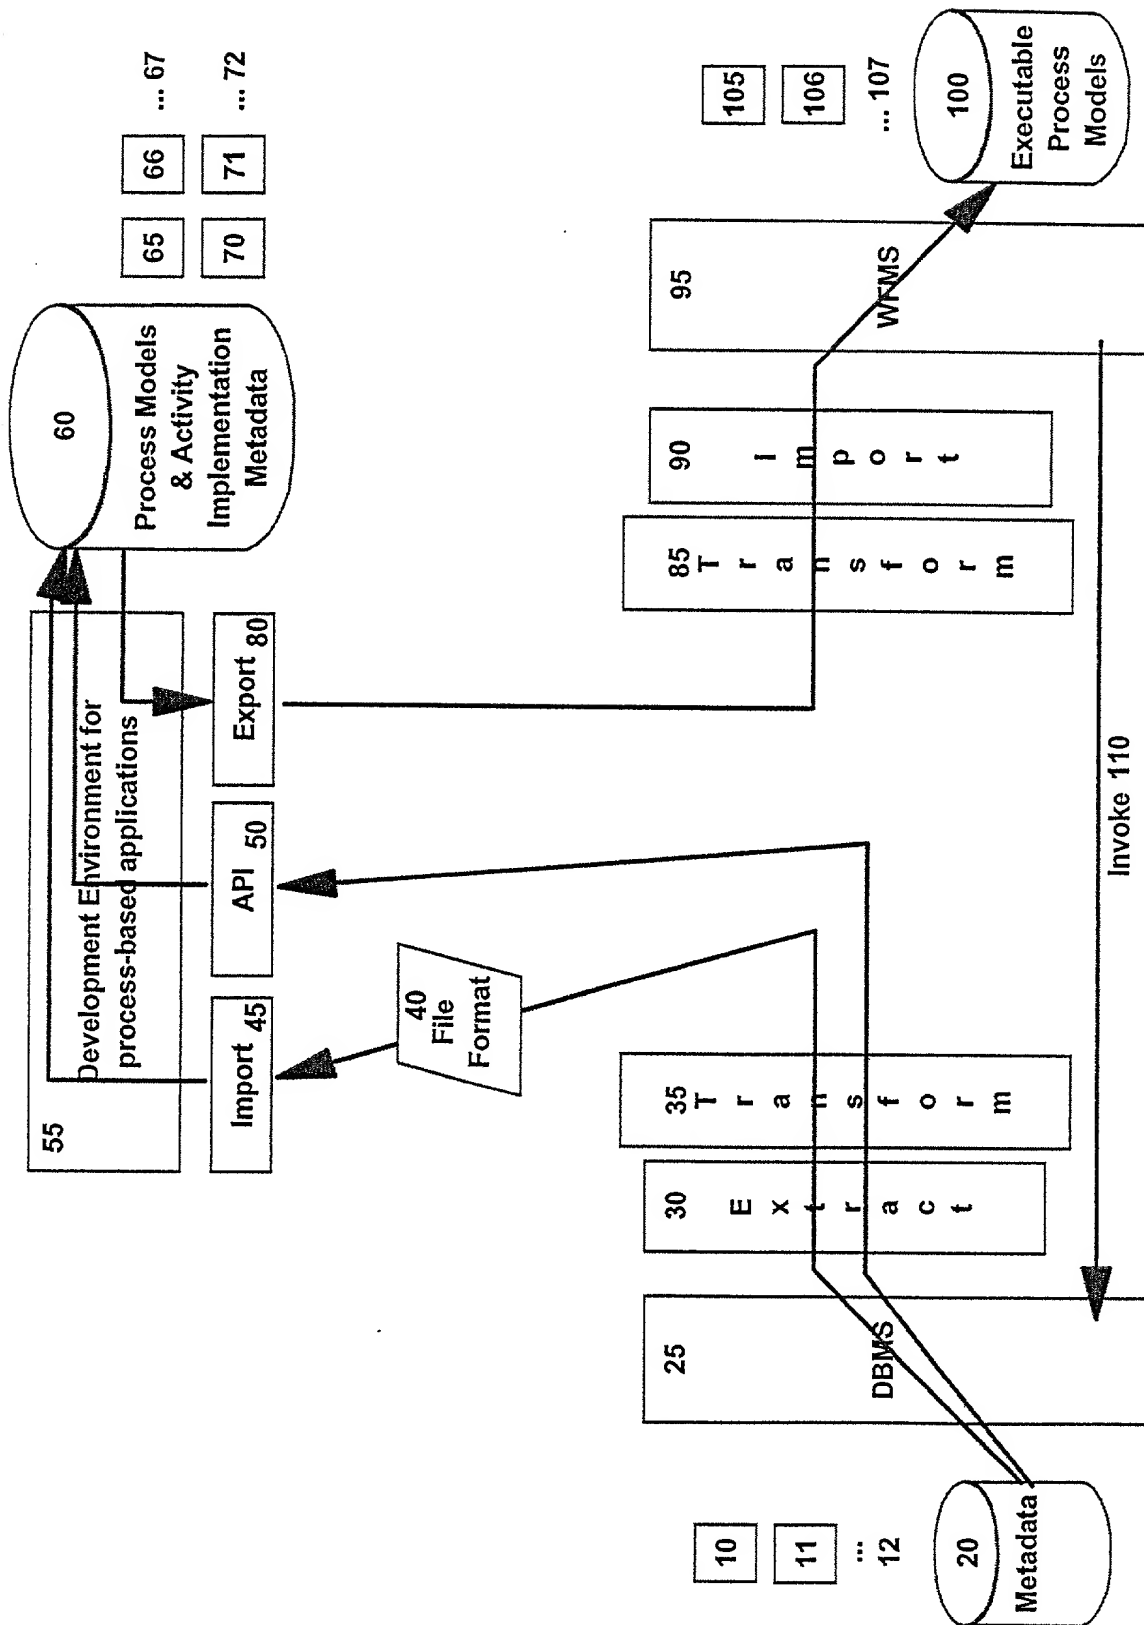 55
Development Environment for
process-based applications
60
Process Models
& Activity
Implementation
Metadata
65
66
... 67
70
71
... 72
Import 45
API 50
Export 80
40
File
Format
10
11
...
12
20
Metadata
25
DBMS
30
Extract
35
Transform
85
Transform
90
Import
95
WFMS
105
106
... 107
100
Executable
Process
Models
Invoke 110